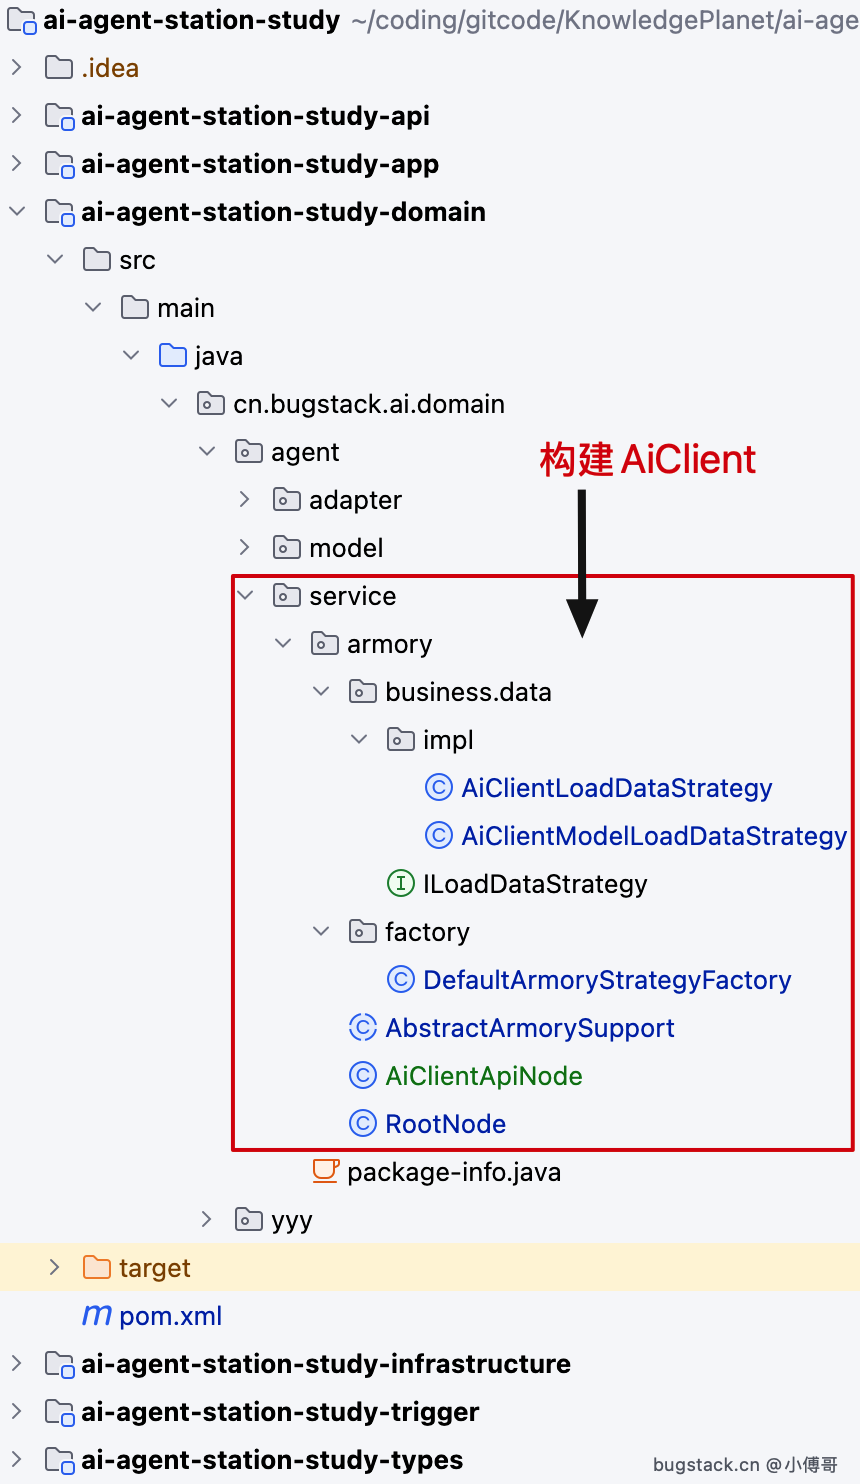 ai-agent-station-study ~/coding/gitcode/KnowledgePlanet/ai-age
.idea
ai-agent-station-study-api
ai-agent-station-study-app
ai-agent-station-study-domain
src
main
java
cn.bugstack.ai.domain
agent
构建 AiClient
adapter
model
service
armory
business.data
impl
C AiClientLoadDataStrategy
C AiClientModelLoadDataStrategy
I ILoadDataStrategy
factory
C DefaultArmoryStrategyFactory
C AbstractArmorySupport
C AiClientApiNode
C RootNode
package-info.java
yyy
target
m pom.xml
ai-agent-station-study-infrastructure
ai-agent-station-study-trigger
ai-agent-station-study-types
bugstack.cn @小傅哥